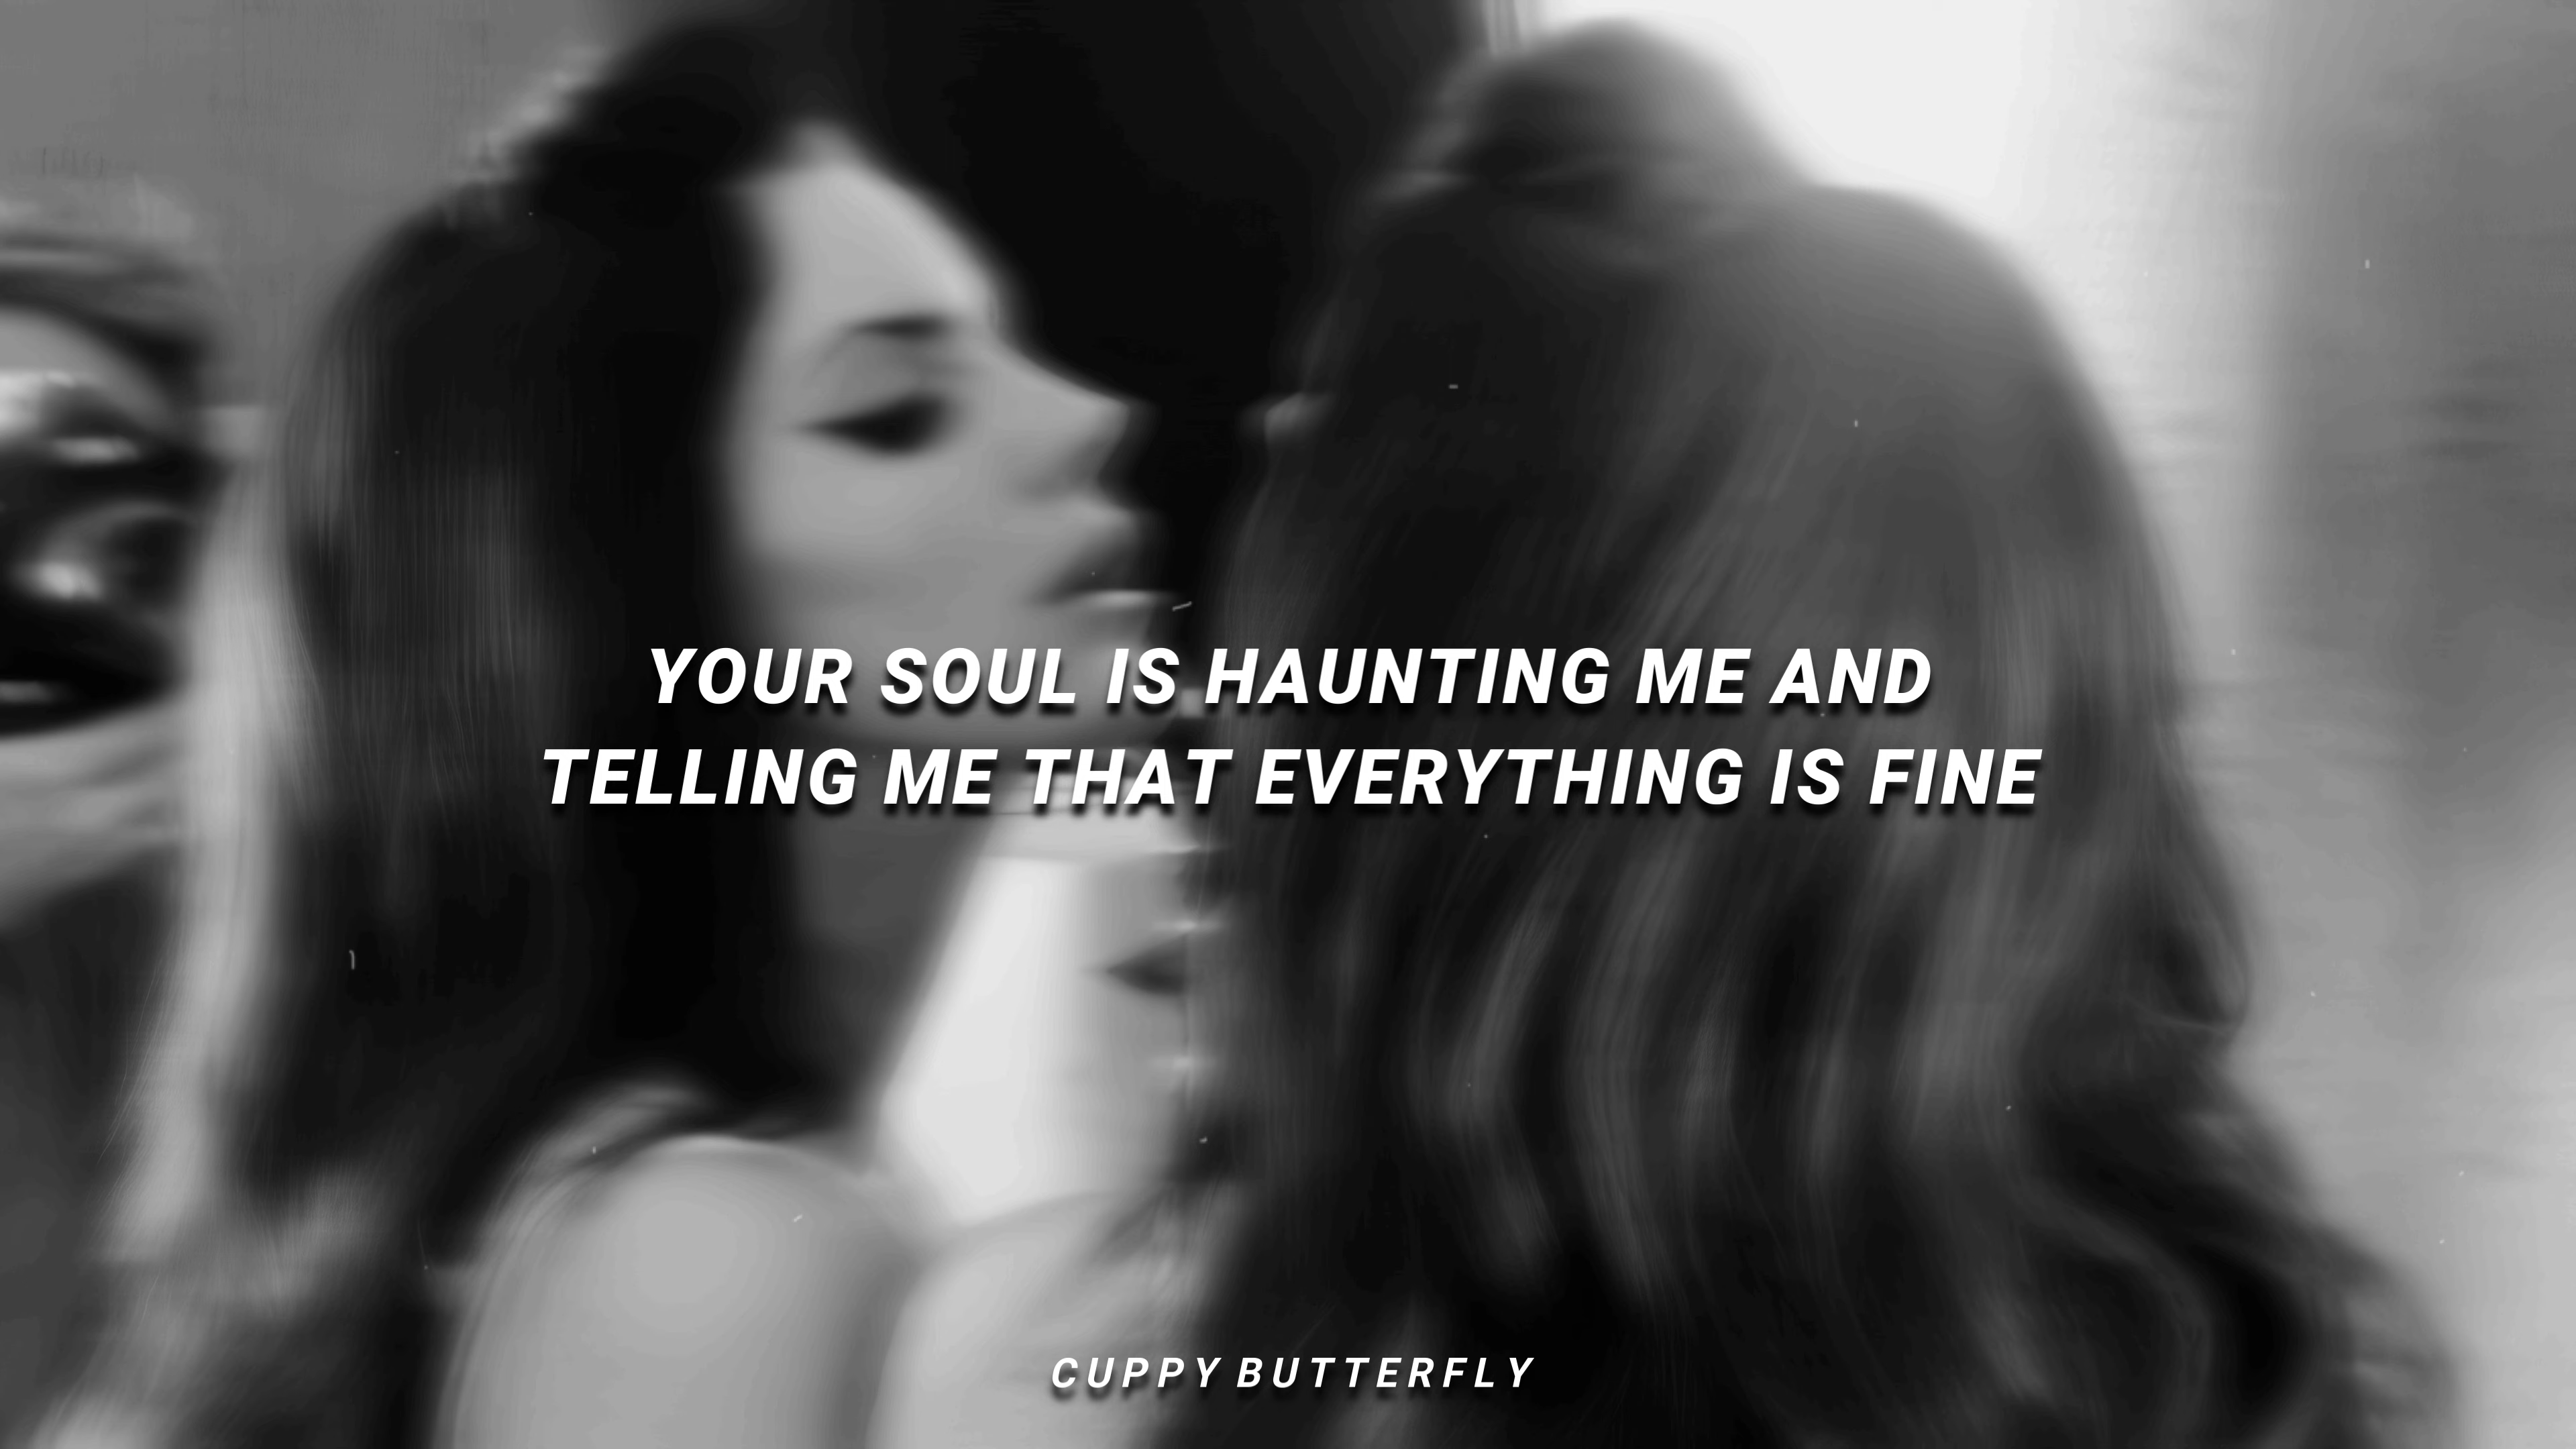 YOUR SOUL IS HAUNTING ME AND
TELLING ME THAT EVERYTHING IS FINE
CUPPY BUTTERFLY